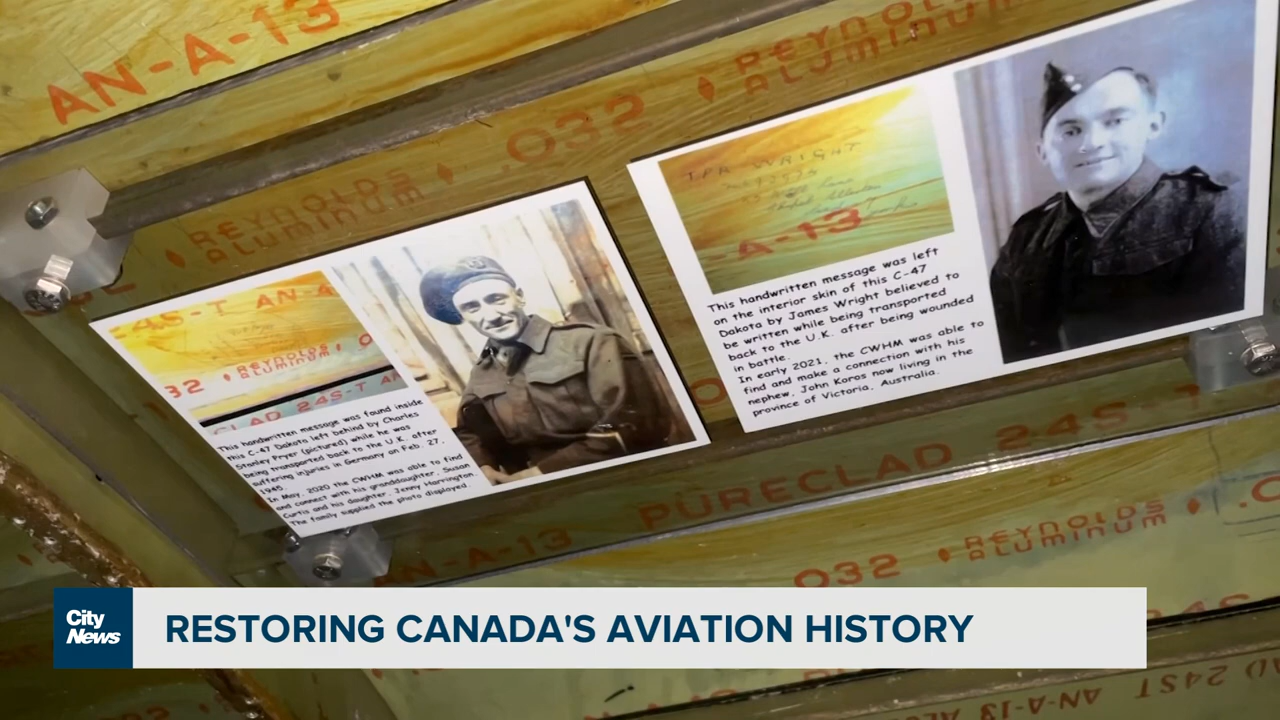 AN-A-13
REYNOLDS
ALUMINUM
032
REYNOLDS
ALUMINUM
TPR WRIGHT
A-13
This handwritten message was left
on the interior skin of this C-47
Dakota by James Wright believed to
be written while being transported
back to the U.K. after being wounded
in battle.
In early 2021, the CWHM was able to
find and make a connection with his
nephew, John Koros now living in the
province of Victoria, Australia.
4S-T AN-A
REYNOLDS
ALUMINUM
32
CLAD 24S-T AN
This handwritten message was found inside
this C-47 Dakota left behind by Charles
Stanley Pryer (pictured) while he was
being transported back to the U.K. after
suffering injuries in Germany on Feb. 27,
1945.
In May, 2020 the CWHM was able to find
and connect with his granddaughter, Susan
Curtis and his daughter, Jenny Harrington.
The family supplied the photo displayed.
PURECLAD 24S-T
AN-A-13
032
REYNOLDS
ALUMINUM
City
News
RESTORING CANADA'S AVIATION HISTORY
24ST AN-A-13